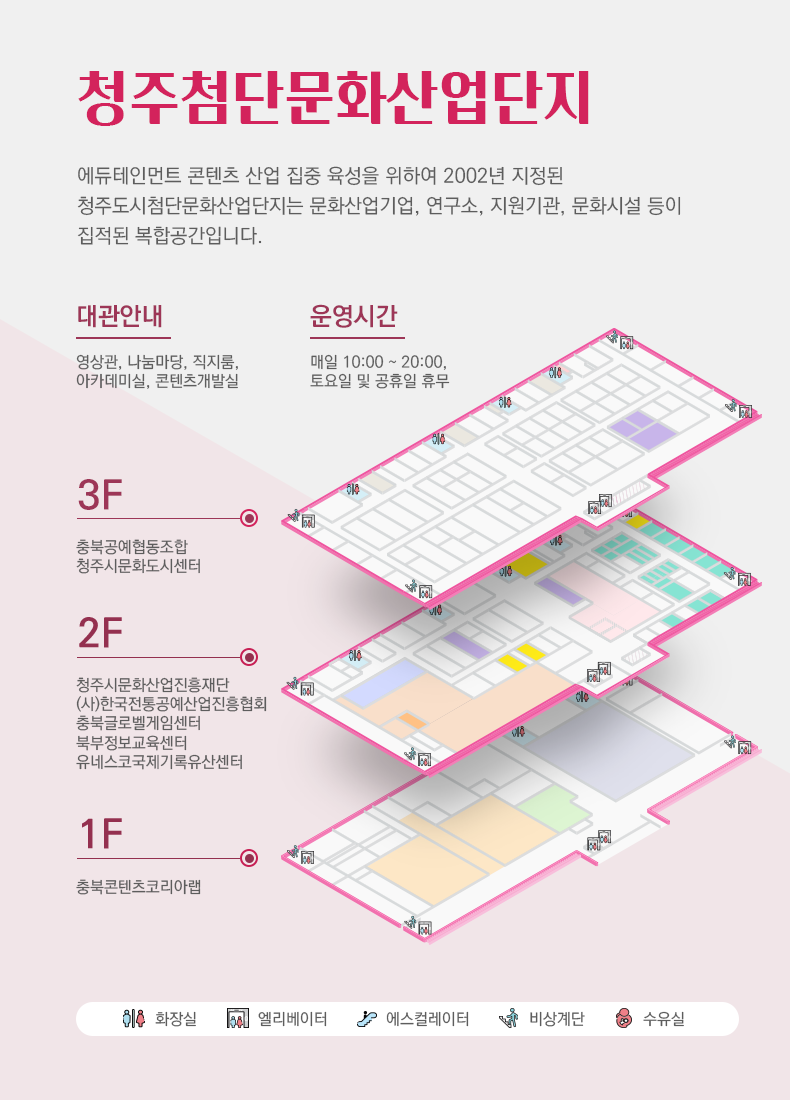 청주첨단문화산업단지
에듀테인먼트 콘텐츠 산업 집중 육성을 위하여 2002년 지정된
청주도시첨단문화산업단지는 문화산업기업, 연구소, 지원기관, 문화시설 등이
집적된 복합공간입니다.
대관안내
영상관, 나눔마당, 직지룸,
아카데미실, 콘텐츠개발실
운영시간
매일 10:00 ~ 20:00,
토요일 및 공휴일 휴무
3F
충북공예협동조합
청주시문화도시센터
2F
청주시문화산업진흥재단
(사)한국전통공예산업진흥협회
충북글로벌게임센터
북부정보교육센터
유네스코국제기록유산센터
1F
충북콘텐츠코리아랩
화장실 엘리베이터 에스컬레이터 비상계단 수유실